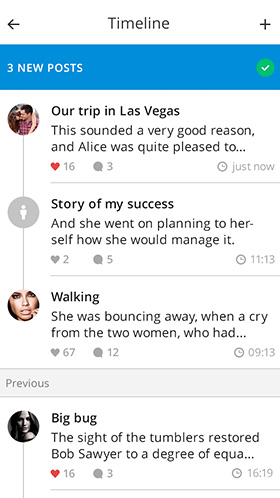 Timeline
3 NEW POSTS
Our trip in Las Vegas
This sounded a very good reason,
and Alice was quite pleased to...
16 3 just now
Story of my success
And she went on planning to her-
self how she would manage it.
2 5 11:13
Walking
She was bouncing away, when a cry
from the two women, who had...
67 12 09:13
Previous
Big bug
The sight of the tumblers restored
Bob Sawyer to a degree of equa...
16 3 16:19